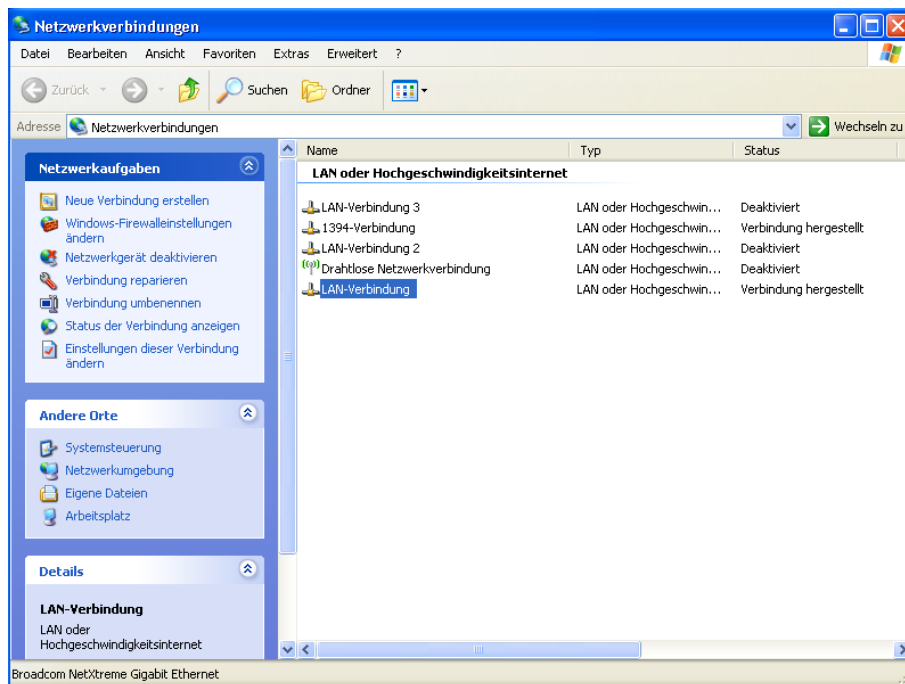 Netzwerkverbindungen
Datei Bearbeiten Ansicht Favoriten Extras Erweitert ?
Zurück Suchen Ordner
Adresse Netzwerkverbindungen Wechseln zu
Netzwerkaufgaben
Neue Verbindung erstellen
Windows-Firewalleinstellungen
ändern
Netzwerkgerät deaktivieren
Verbindung reparieren
Verbindung umbenennen
Status der Verbindung anzeigen
Einstellungen dieser Verbindung
ändern
Andere Orte
Systemsteuerung
Netzwerkumgebung
Eigene Dateien
Arbeitsplatz
Details
LAN-Verbindung
LAN oder
Hochgeschwindigkeitsinternet
Name Typ Status
LAN oder Hochgeschwindigkeitsinternet
LAN-Verbindung 3 LAN oder Hochgeschwin... Deaktiviert
1394-Verbindung LAN oder Hochgeschwin... Verbindung hergestellt
LAN-Verbindung 2 LAN oder Hochgeschwin... Deaktiviert
Drahtlose Netzwerkverbindung LAN oder Hochgeschwin... Deaktiviert
LAN-Verbindung LAN oder Hochgeschwin... Verbindung hergestellt
Broadcom NetXtreme Gigabit Ethernet